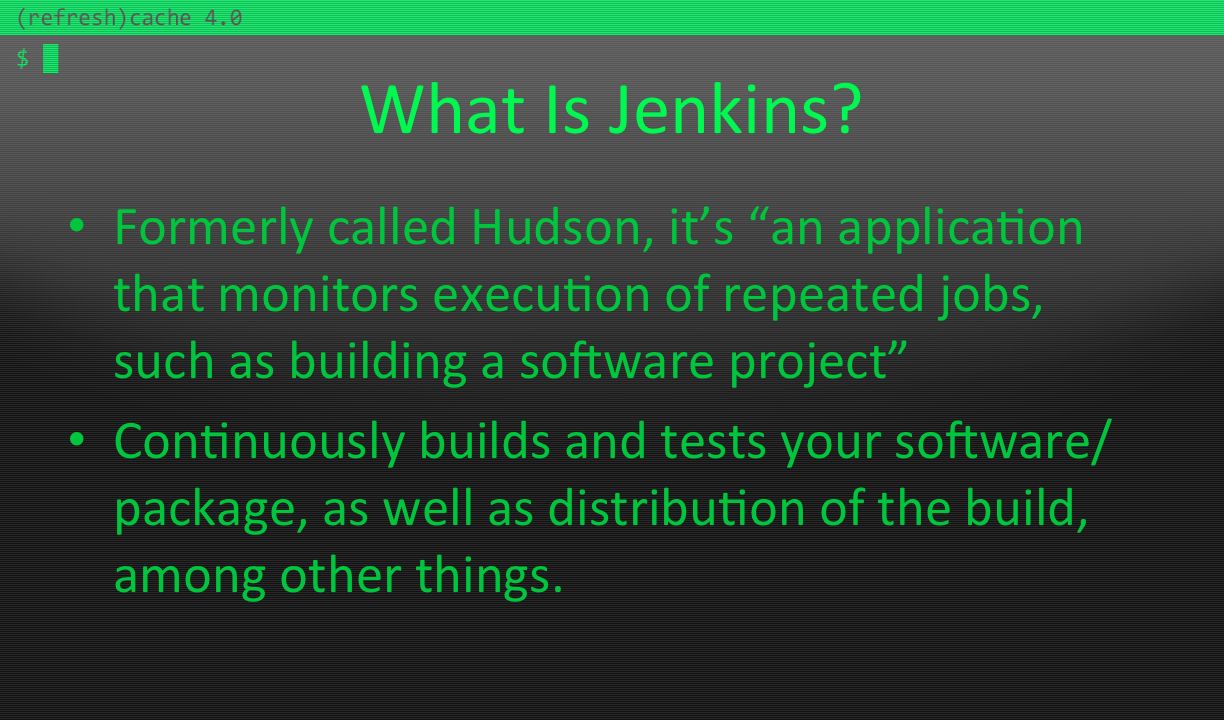 (refresh)cache 4.0
$
What Is Jenkins?
• Formerly called Hudson, it’s “an application
that monitors execution of repeated jobs,
such as building a software project”
• Continuously builds and tests your software/
package, as well as distribution of the build,
among other things.